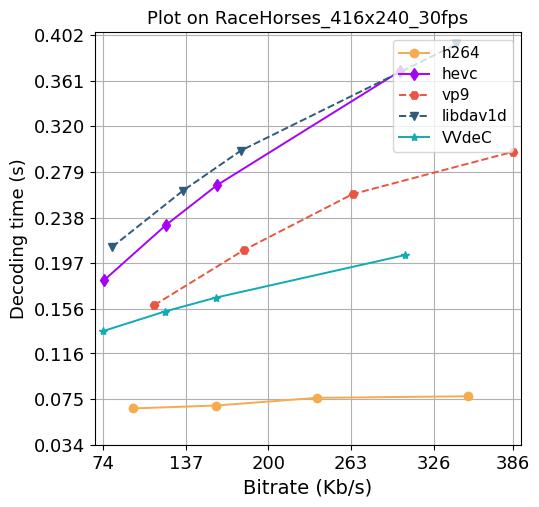 Plot on RaceHorses_416x240_30fps
0.402
0.361
0.320
0.279
0.238
0.197
0.156
0.116
0.075
0.034
Decoding time (s)
h264
hevc
vp9
libdav1d
VVdeC
74 137 200 263 326 386
Bitrate (Kb/s)